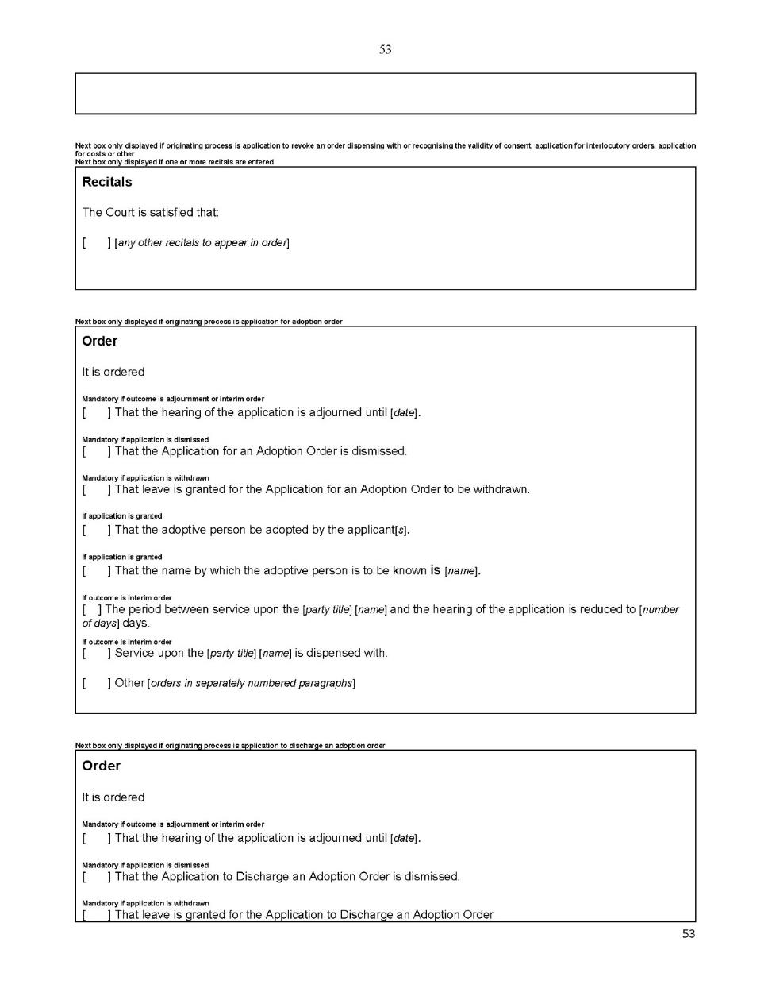 53
Next box only displayed if originating process is application to revoke an order dispensing with or recognising the validity of consent, application for interlocutory orders, application
for costs or other
Next box only displayed if one or more recitals are entered
Recitals
The Court is satisfied that:
[ ] [any other recitals to appear in order]
Next box only displayed if originating process is application for adoption order
Order
It is ordered
Mandatory if outcome is adjournment or interim order
[ ] That the hearing of the application is adjourned until [date].
Mandatory if application is dismissed
[ ] That the Application for an Adoption Order is dismissed.
Mandatory if application is withdrawn
[ ] That leave is granted for the Application for an Adoption Order to be withdrawn.
If application is granted
[ ] That the adoptive person be adopted by the applicant[s].
If application is granted
[ ] That the name by which the adoptive person is to be known is [name].
If outcome is interim order
[ ] The period between service upon the [party title] [name] and the hearing of the application is reduced to [number
of days] days.
If outcome is interim order
[ ] Service upon the [party title] [name] is dispensed with.
[ ] Other [orders in separately numbered paragraphs]
Next box only displayed if originating process is application to discharge an adoption order
Order
It is ordered
Mandatory if outcome is adjournment or interim order
[ ] That the hearing of the application is adjourned until [date].
Mandatory if application is dismissed
[ ] That the Application to Discharge an Adoption Order is dismissed.
Mandatory if application is withdrawn
[ ] That leave is granted for the Application to Discharge an Adoption Order
53